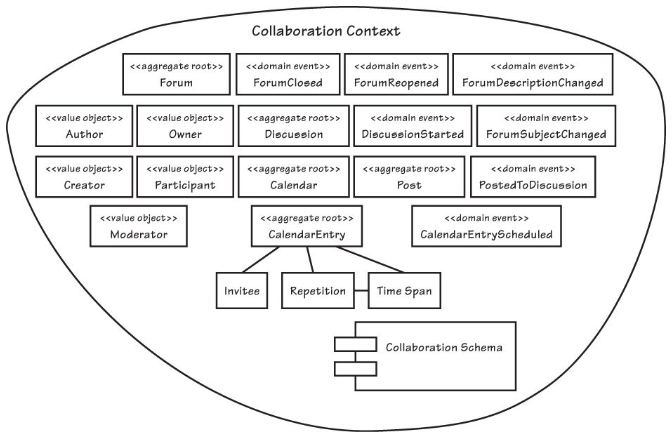 Collaboration Context
<<aggregate root>> <<domain event>> <<domain event>> <<domain event>>
Forum ForumClosed ForumReopened ForumDescriptionChanged
<<value object>> <<value object>> <<aggregate root>> <<domain event>> <<domain event>>
Author Owner Discussion DiscussionStarted ForumSubjectChanged
<<value object>> <<value object>> <<aggregate root>> <<aggregate root>> <<domain event>>
Creator Participant Calendar Post PostedToDiscussion
<<value object>> <<aggregate root>> <<domain event>>
Moderator CalendarEntry CalendarEntryScheduled
Invitee Repetition Time Span
Collaboration Schema